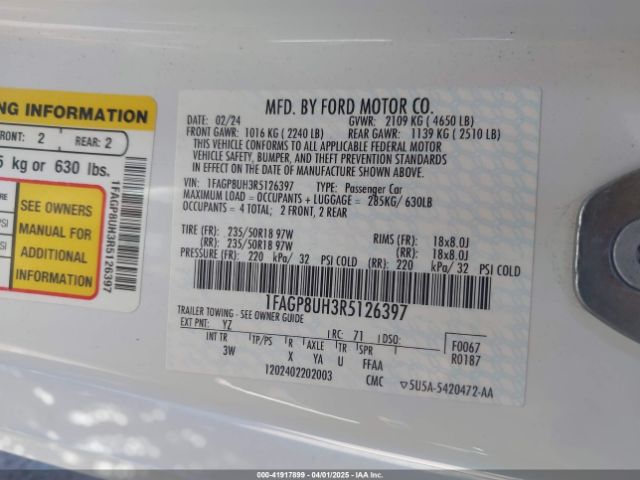 NG INFORMATION
FRONT: 2 REAR: 2
5 kg or 630 lbs.
SEE OWNERS
MANUAL FOR
ADDITIONAL
INFORMATION
PSI
PSI
1FAGP8UH3R5126397
MFD. BY FORD MOTOR CO.
DATE: 02/24 GVWR: 2109 KG ( 4650 LB)
FRONT GAWR: 1016 KG ( 2240 LB) REAR GAWR: 1139 KG ( 2510 LB)
THIS VEHICLE CONFORMS TO ALL APPLICABLE FEDERAL MOTOR
VEHICLE SAFETY, BUMPER, AND THEFT PREVENTION STANDARDS
IN EFFECT ON THE DATE OF MANUFACTURE SHOWN ABOVE.
VIN: 1FAGP8UH3R5126397 TYPE: Passenger Car
MAXIMUM LOAD = OCCUPANTS + LUGGAGE = 285KG/ 630LB
OCCUPANTS = 4 TOTAL; 2 FRONT, 2 REAR
TIRE (FR): 235/50R18 97W RIMS (FR): 18x8.0J
(RR): 235/50R18 97W (RR): 18x8.0J
PRESSURE (FR): 220 kPa/ 32 PSI COLD (RR): 220 kPa/ 32 PSI COLD
1FAGP8UH3R5126397
TRAILER TOWING - SEE OWNER GUIDE
EXT PNT: YZ RC: 71 DSO: F0067
INT TR TP/PS R AXLE TR SPR R0187
3W X YA U FFAA
1202402202003 CMC 5U5A-5420472-AA
000-41917899 - 04/01/2025 - IAAI.COM